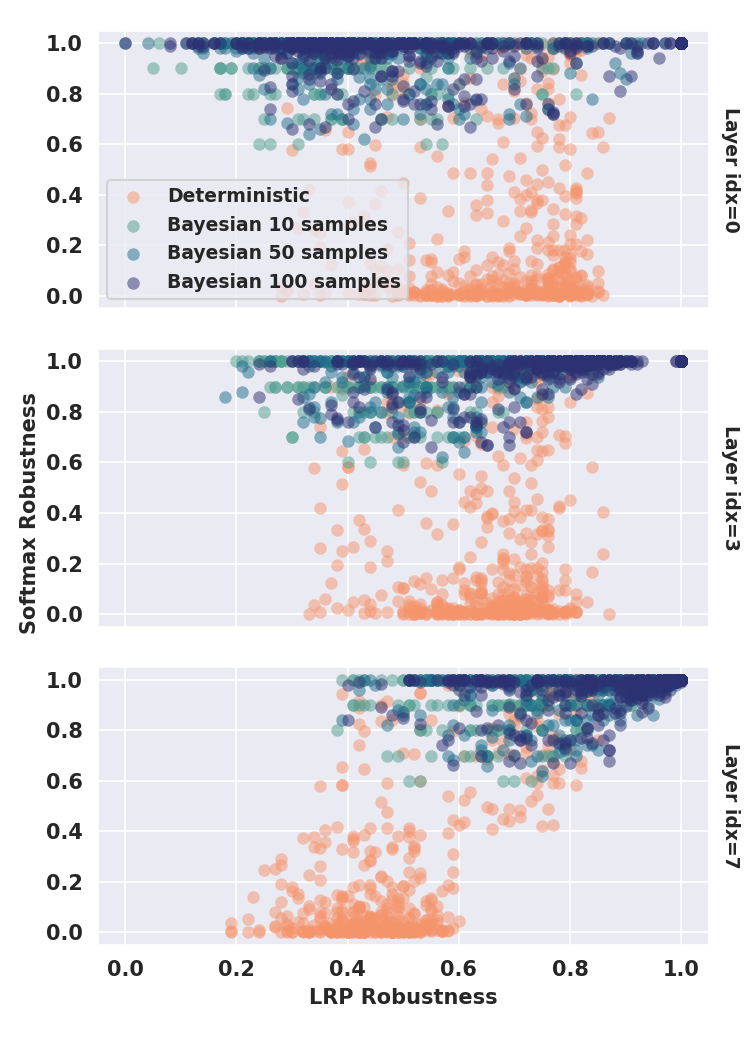 1.0
0.8
0.6
0.4
0.2
0.0
Deterministic
Bayesian 10 samples
Bayesian 50 samples
Bayesian 100 samples
Layer idx=0
1.0
0.8
0.6
0.4
0.2
0.0
Softmax Robustness
Layer idx=3
1.0
0.8
0.6
0.4
0.2
0.0
Layer idx=7
0.0 0.2 0.4 0.6 0.8 1.0
LRP Robustness